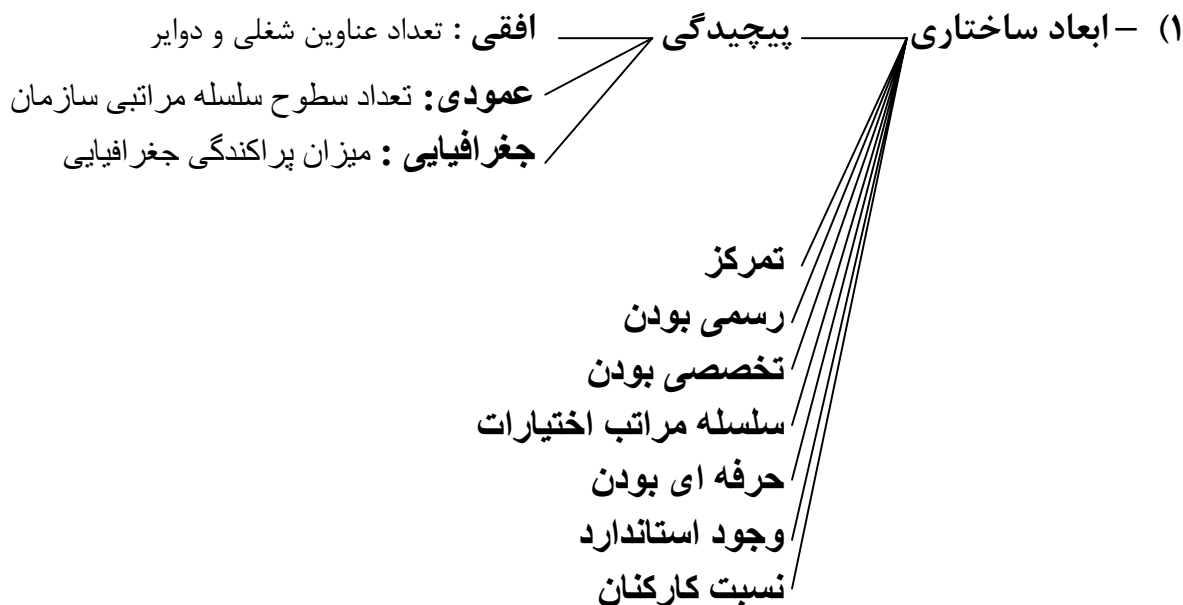 ۱) – ابعاد ساختاری پیچیدگی افقی : تعداد عناوین شغلی و دوایر
عمودی: تعداد سطوح سلسله مراتبی سازمان
جغرافیایی : میزان پراکندگی جغرافیایی
تمرکز
رسمی بودن
تخصصی بودن
سلسله مراتب اختیارات
حرفه ای بودن
وجود استاندارد
نسبت کارکنان